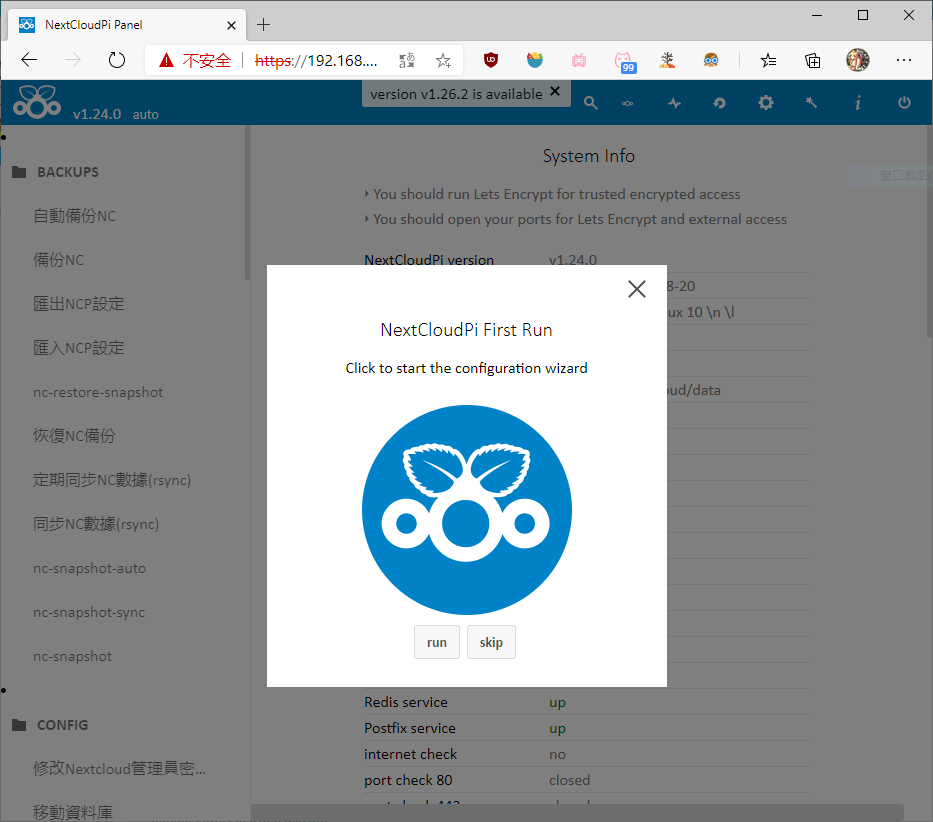 NextCloudPi Panel
不安全 https://192.168....
99
v1.24.0 auto
version v1.26.2 is available
System Info
You should run Lets Encrypt for trusted encrypted access
You should open your ports for Lets Encrypt and external access
NextCloudPi version v1.24.0
8-20
ux 10 \n \l
oud/data
BACKUPS
自動備份NC
備份NC
匯出NCP設定
匯入NCP設定
nc-restore-snapshot
恢復NC備份
定期同步NC數據(rsync)
同步NC數據(rsync)
nc-snapshot-auto
nc-snapshot-sync
nc-snapshot
CONFIG
修改Nextcloud管理員密...
移動資料庫
NextCloudPi First Run
Click to start the configuration wizard
run
skip
Redis service up
Postfix service up
internet check no
port check 80 closed